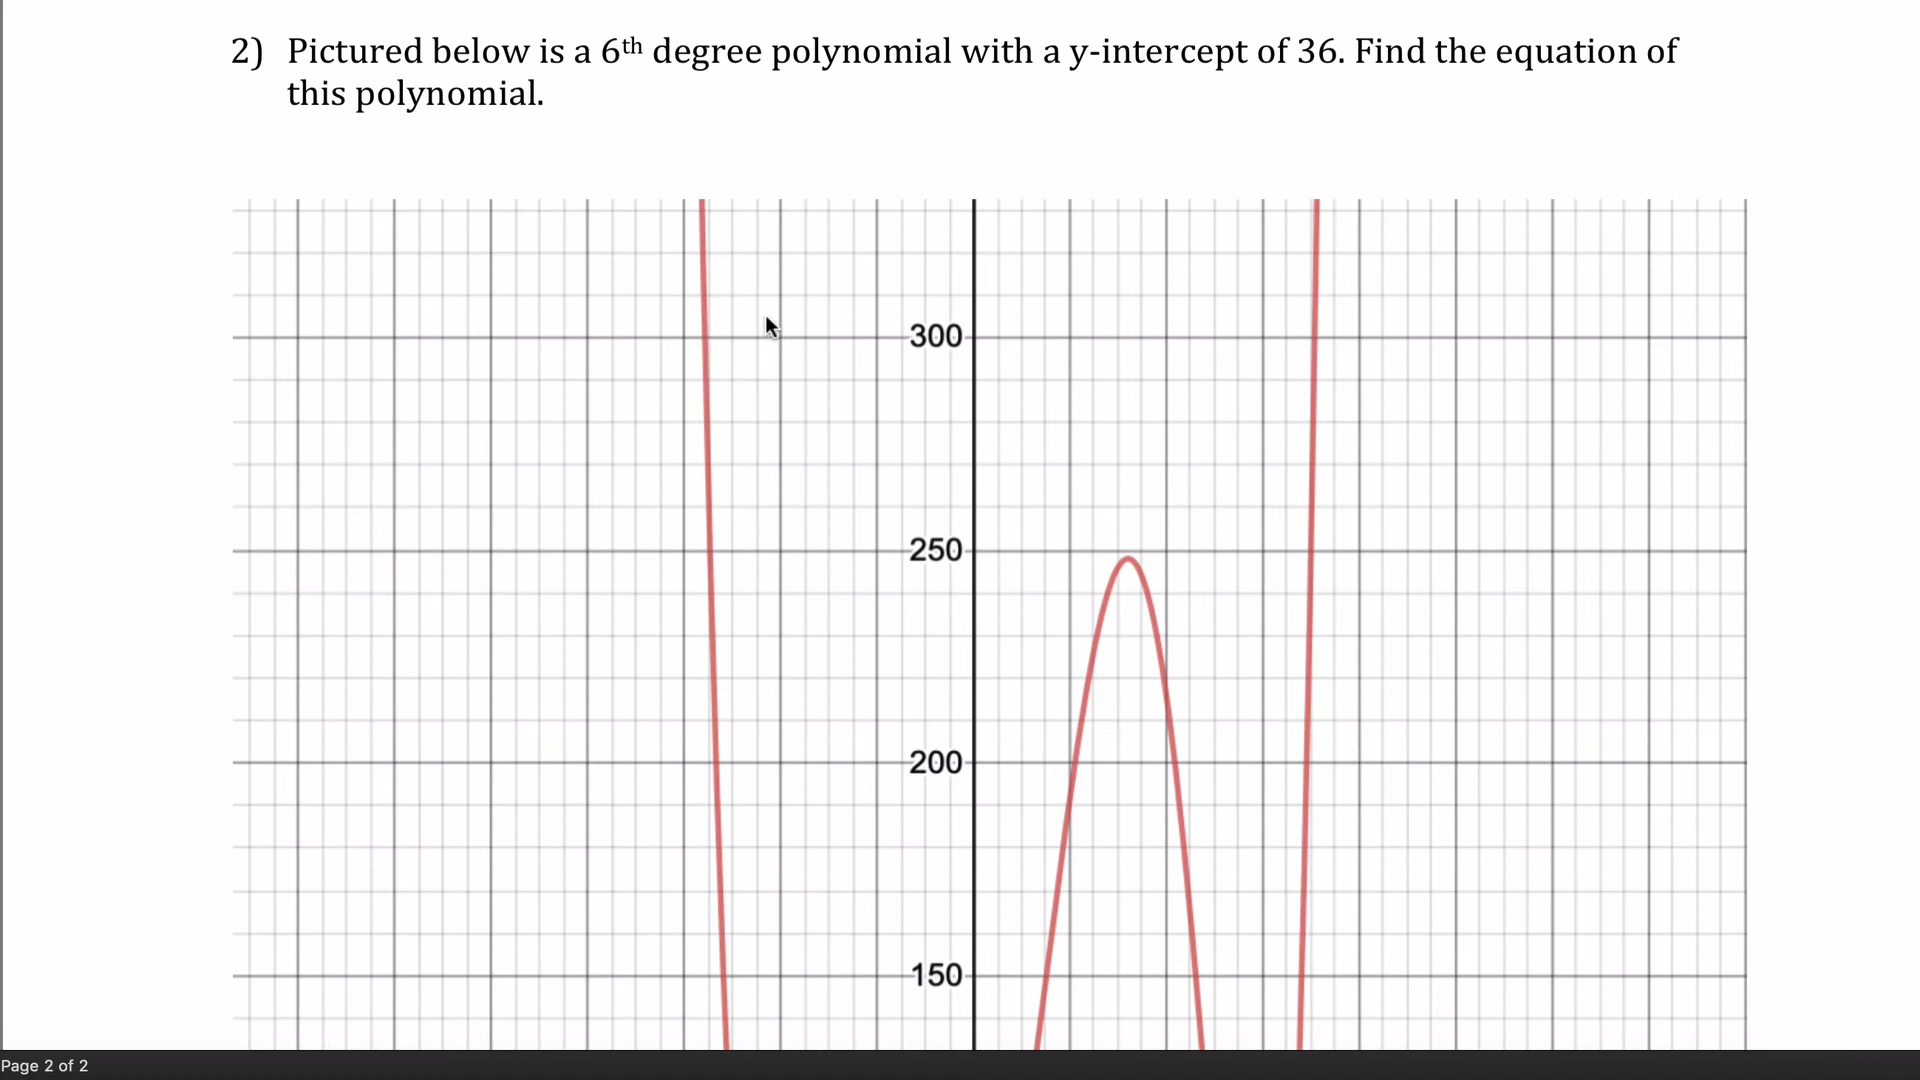 2) Pictured below is a 6th degree polynomial with a y-intercept of 36. Find the equation of
this polynomial.
300
250
200
150
Page 2 of 2